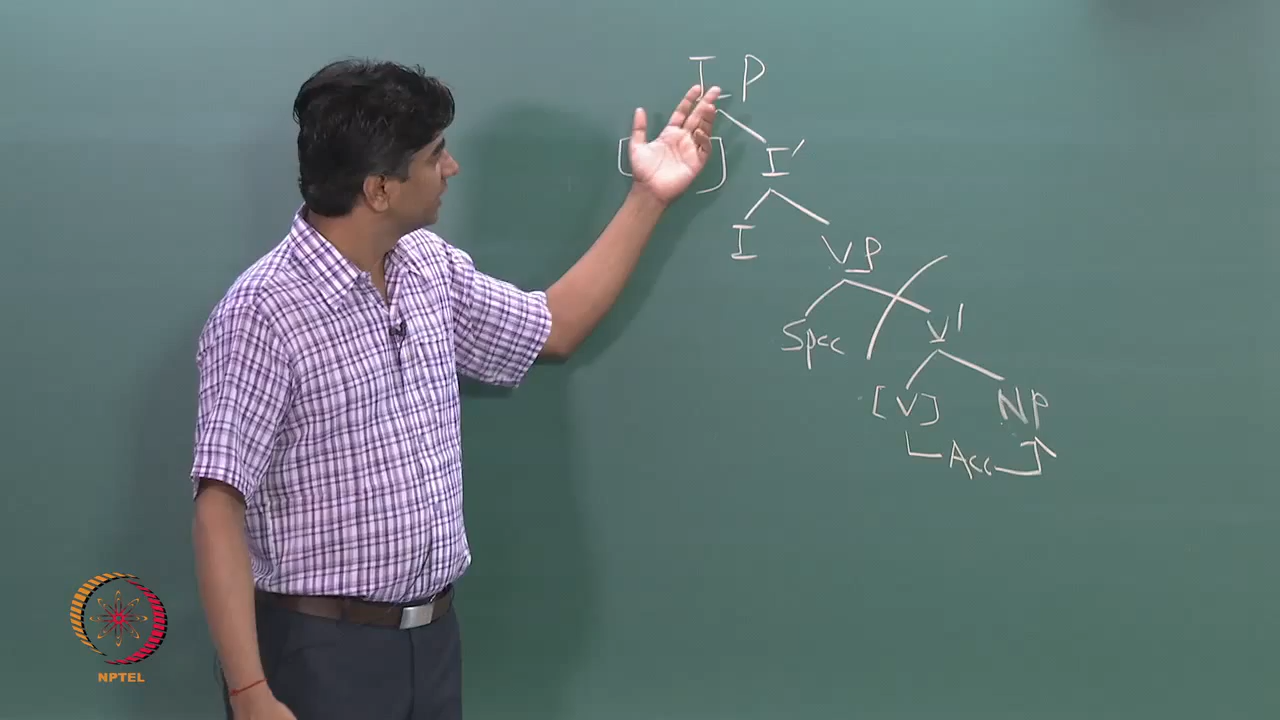 IP
[ ] I′
I VP
Spec V′
[V] NP
Acc
NPTEL